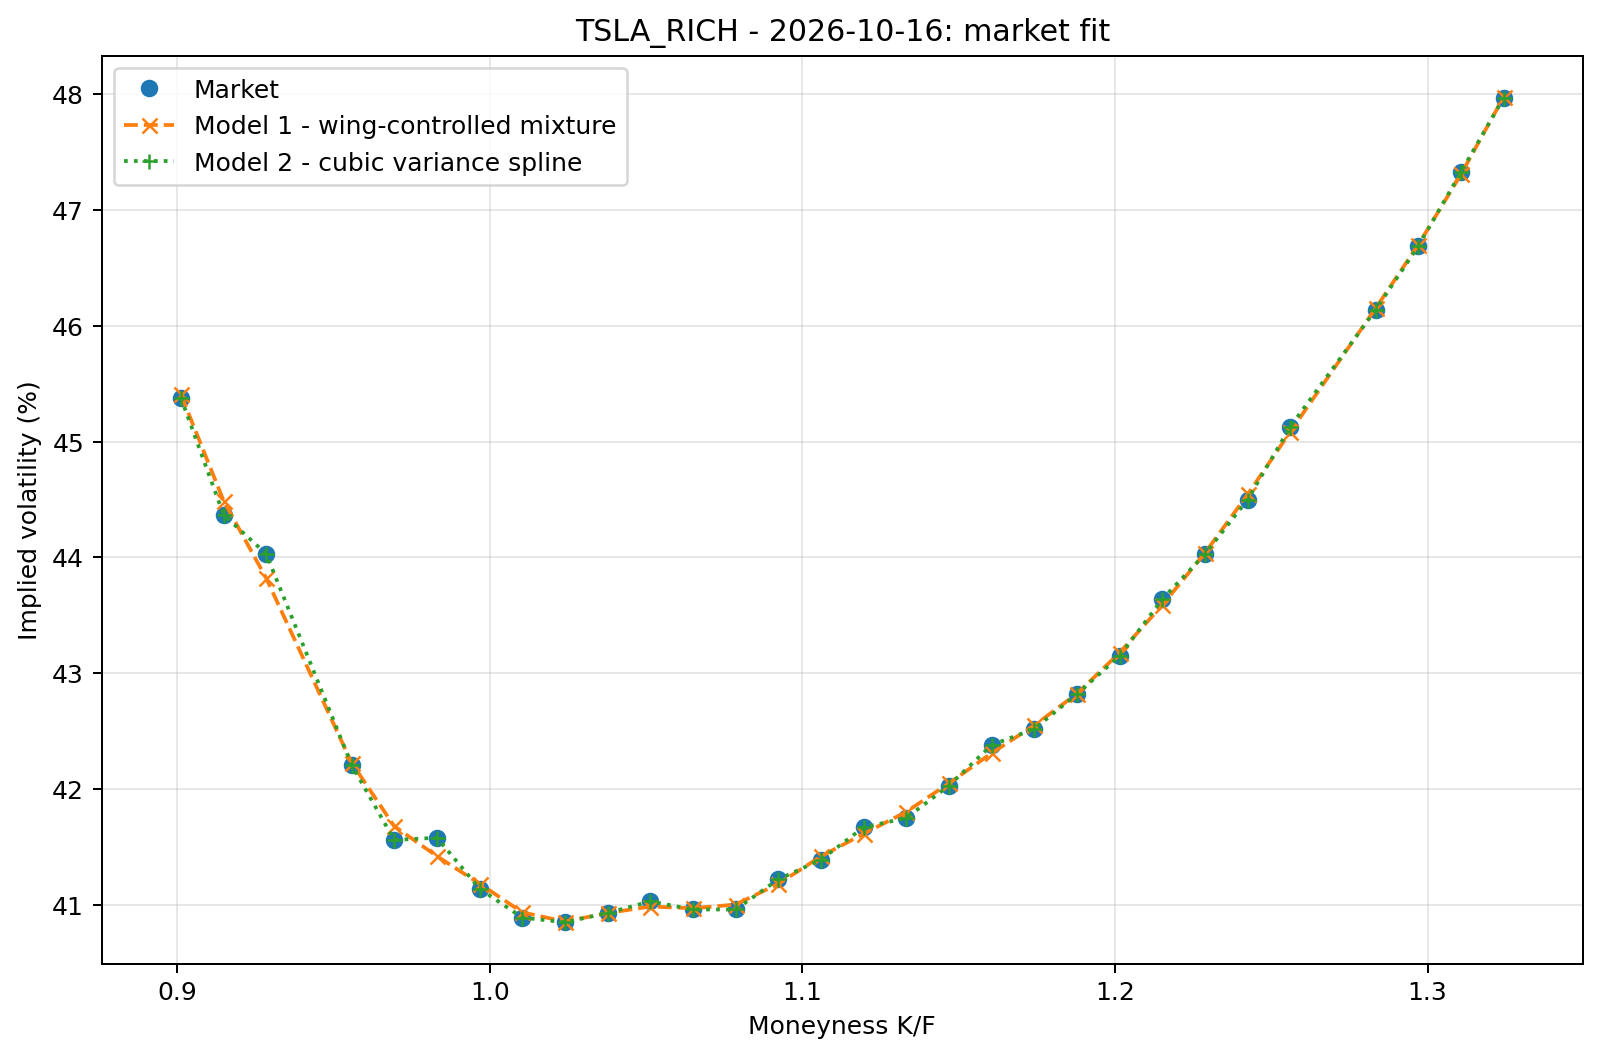 TSLA_RICH - 2026-10-16: market fit
Market
Model 1 - wing-controlled mixture
Model 2 - cubic variance spline
Implied volatility (%)
48
47
46
45
44
43
42
41
0.9
1.0
1.1
1.2
1.3
Moneyness K/F